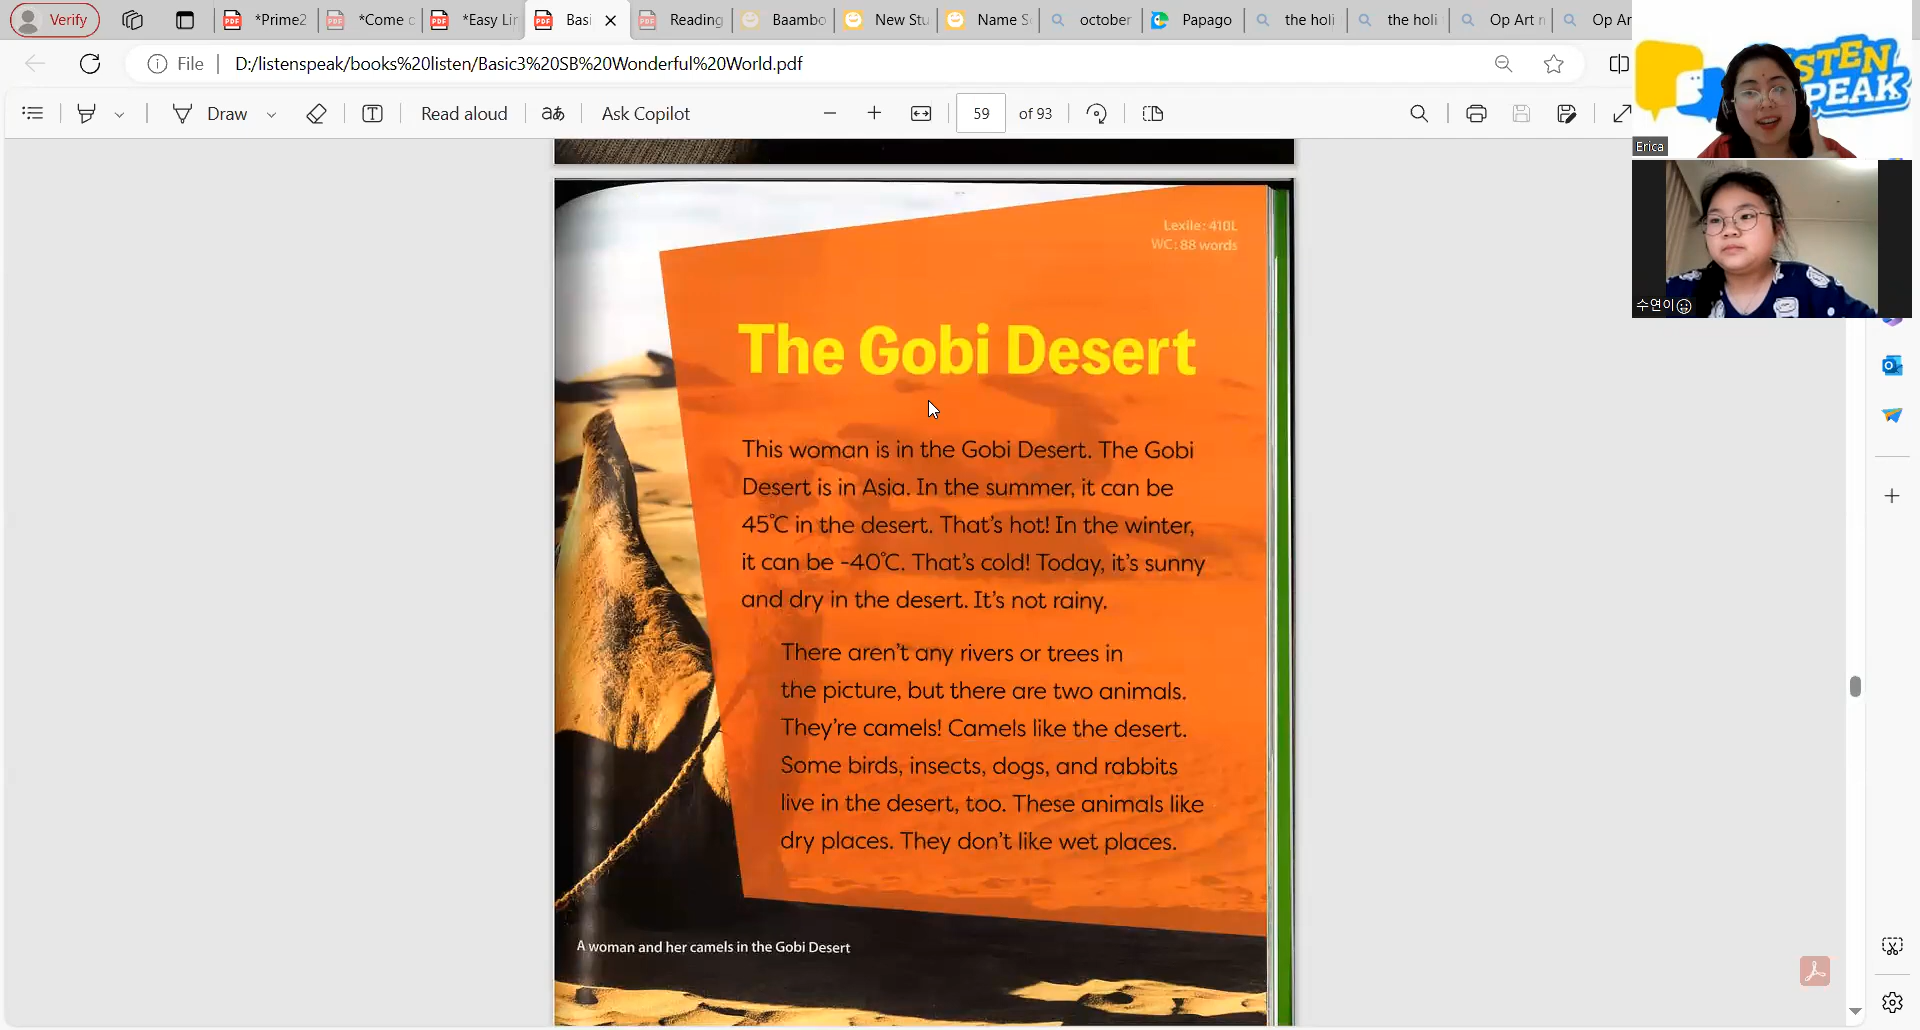 Verify
*Prime2
*Come
*Easy Lir
Basi
Reading
Baambo
New Stu
Name S
october
Papago
the holi
the holi
Op Art
Op Ar
File
D:/listenspeak/books%20listen/Basic3%20SB%20Wonderful%20World.pdf
Draw
Read aloud
Ask Copilot
59
of 93
LISTEN
SPEAK
Erica
수연이
Lexile: 410L
WC: 88 words
The Gobi Desert
This woman is in the Gobi Desert. The Gobi
Desert is in Asia. In the summer, it can be
45°C in the desert. That's hot! In the winter,
it can be -40°C. That's cold! Today, it's sunny
and dry in the desert. It's not rainy.
There aren't any rivers or trees in
the picture, but there are two animals.
They're camels! Camels like the desert.
Some birds, insects, dogs, and rabbits
live in the desert, too. These animals like
dry places. They don't like wet places.
A woman and her camels in the Gobi Desert